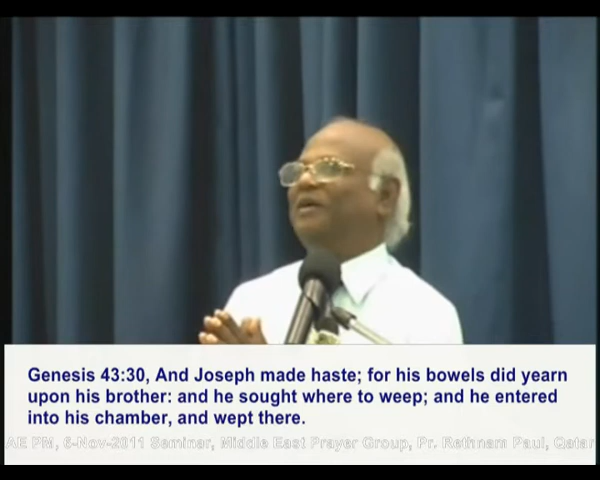 Genesis 43:30, And Joseph made haste; for his bowels did yearn
upon his brother: and he sought where to weep; and he entered
into his chamber, and wept there.
AE PM, 6-Nov-2011 Seminar, Middle East Prayer Group, Pr. Rethnam Paul, Qatar